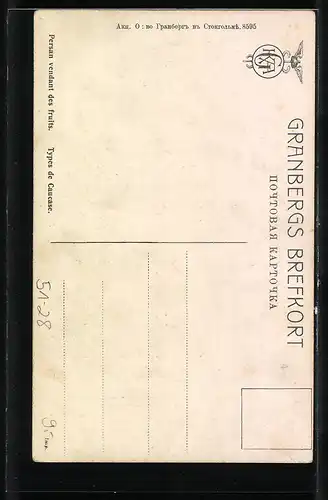 Акц. О:во Гранбергъ въ Стокгольмѣ. 8595
GRANBERGS BREFKORT
ПОЧТОВАЯ КАРТОЧКА
Persan vendant des fruits. Types de Caucase.
51-28